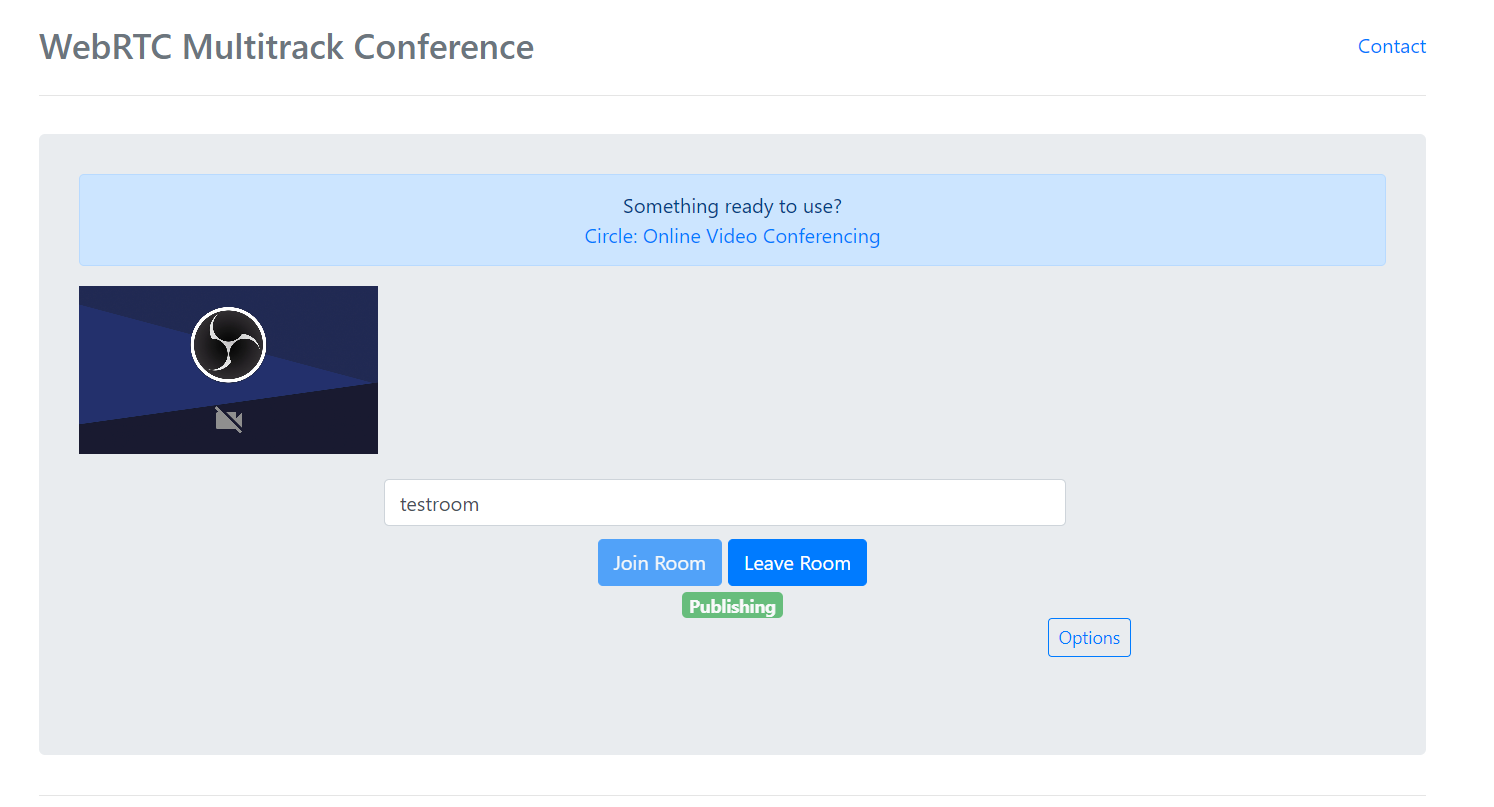 WebRTC Multitrack Conference
Contact
Something ready to use?
Circle: Online Video Conferencing
testroom
Join Room
Leave Room
Publishing
Options